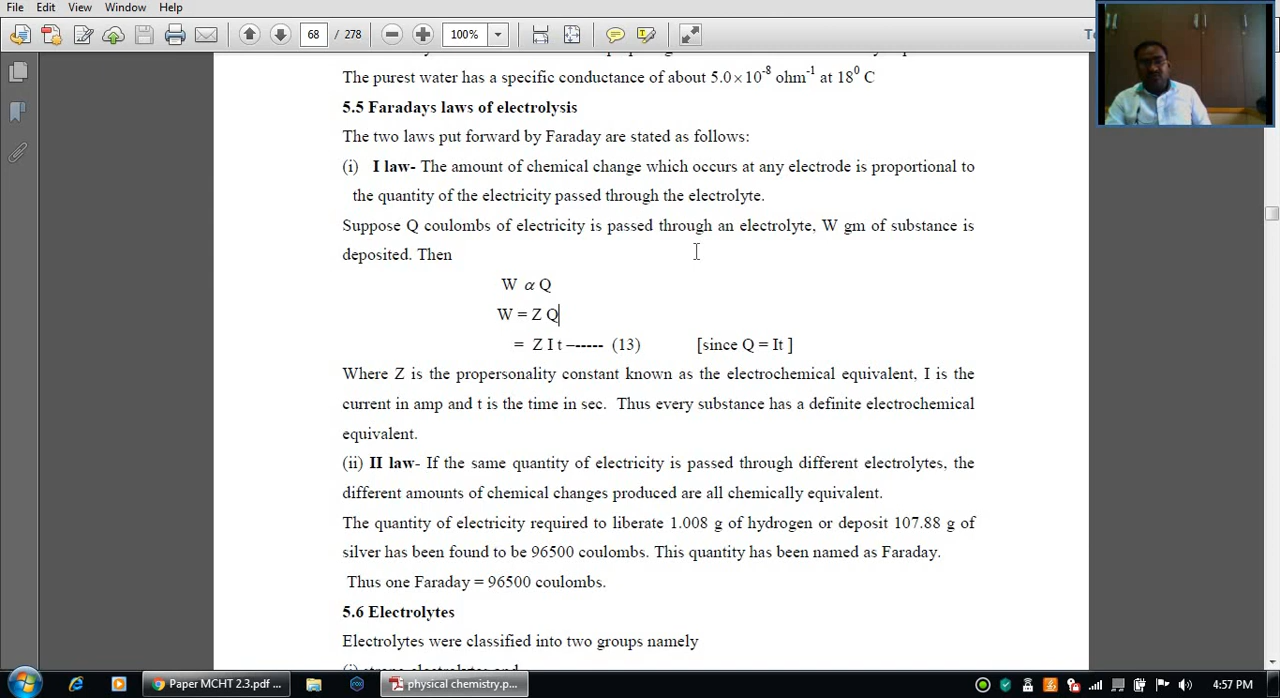 File Edit View Window Help
68 / 278 100%
The purest water has a specific conductance of about 5.0×10⁻⁸ ohm⁻¹ at 18⁰ C
5.5 Faradays laws of electrolysis
The two laws put forward by Faraday are stated as follows:
(i) I law- The amount of chemical change which occurs at any electrode is proportional to
the quantity of the electricity passed through the electrolyte.
Suppose Q coulombs of electricity is passed through an electrolyte, W gm of substance is
deposited. Then
W α Q
W = Z Q
= Z I t ------ (13) [since Q = It ]
Where Z is the propersonality constant known as the electrochemical equivalent, I is the
current in amp and t is the time in sec. Thus every substance has a definite electrochemical
equivalent.
(ii) II law- If the same quantity of electricity is passed through different electrolytes, the
different amounts of chemical changes produced are all chemically equivalent.
The quantity of electricity required to liberate 1.008 g of hydrogen or deposit 107.88 g of
silver has been found to be 96500 coulombs. This quantity has been named as Faraday.
Thus one Faraday = 96500 coulombs.
5.6 Electrolytes
Electrolytes were classified into two groups namely
(i) strong electrolytes and
Paper MCHT 2.3.pdf ... physical chemistry.p... 4:57 PM